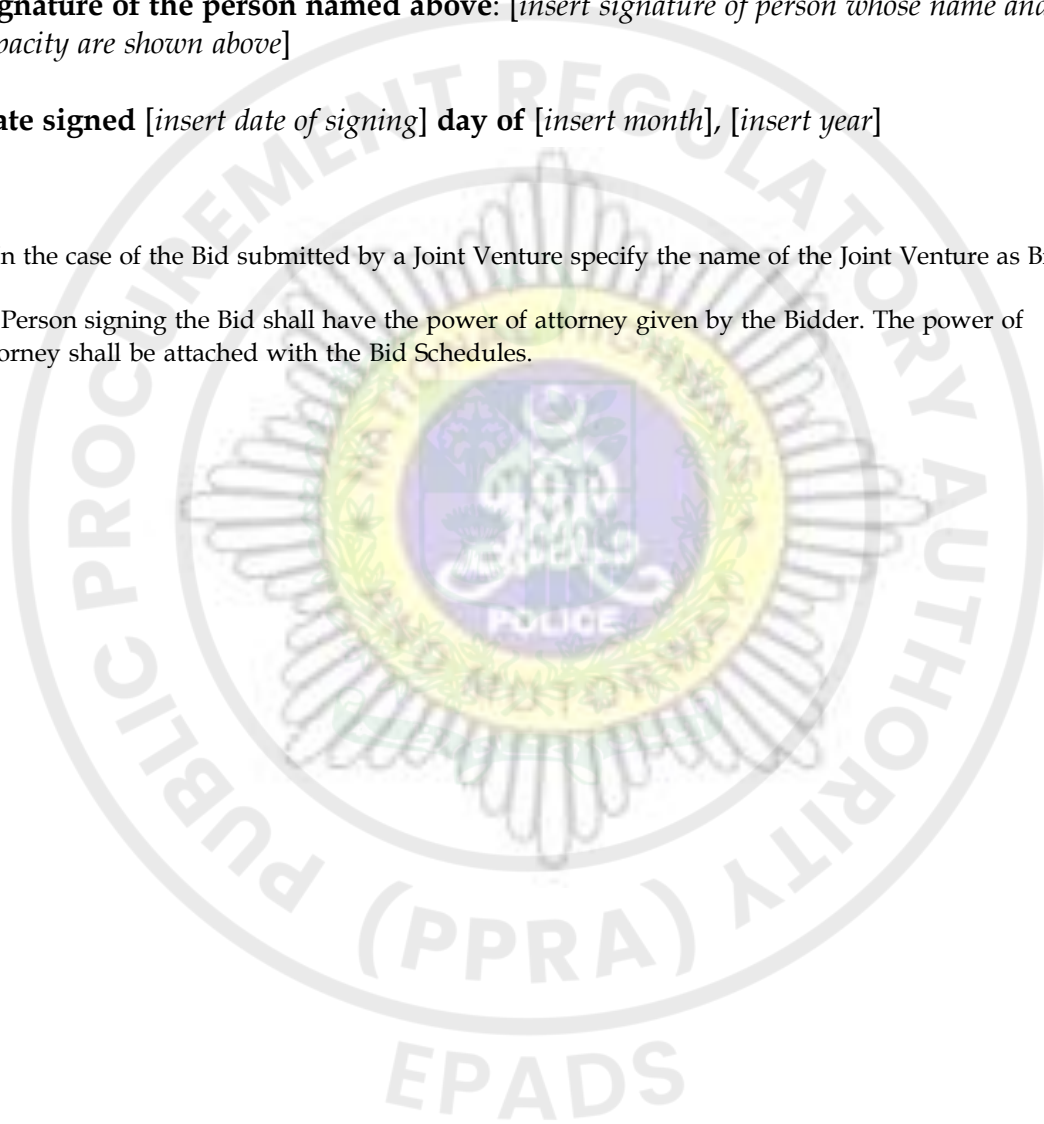 gnature of the person named above: [insert signature of person whose name and
pacity are shown above]
ate signed [insert date of signing] day of [insert month], [insert year]
n the case of the Bid submitted by a Joint Venture specify the name of the Joint Venture as Bi
Person signing the Bid shall have the power of attorney given by the Bidder. The power of
orney shall be attached with the Bid Schedules.
PUBLIC PROCUREMENT REGULATORY AUTHORITY
(PPRA)
NATIONAL HIGHWAYS
POLICE
AND MOTORWAY
EPADS